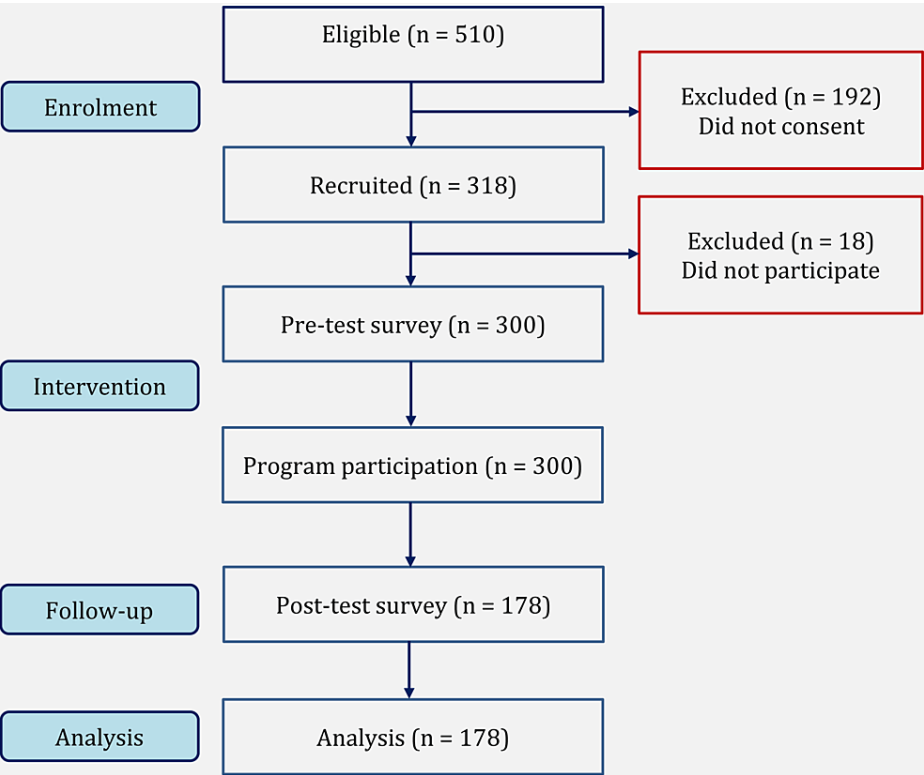 Eligible (n = 510)
Enrolment
Excluded (n = 192)
Did not consent
Recruited (n = 318)
Excluded (n = 18)
Did not participate
Pre-test survey (n = 300)
Intervention
Program participation (n = 300)
Follow-up
Post-test survey (n = 178)
Analysis
Analysis (n = 178)